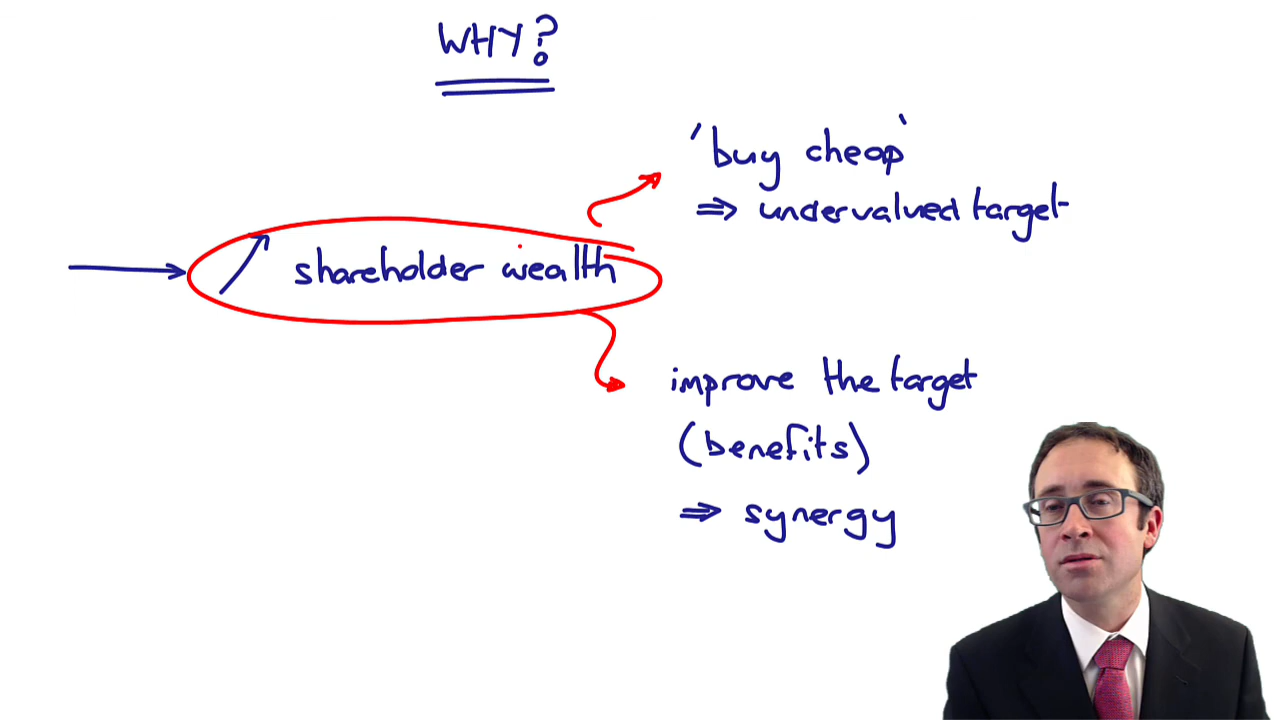 WHY?
'buy cheap'
⇒ undervalued target
shareholder wealth
improve the target
(benefits)
⇒ synergy